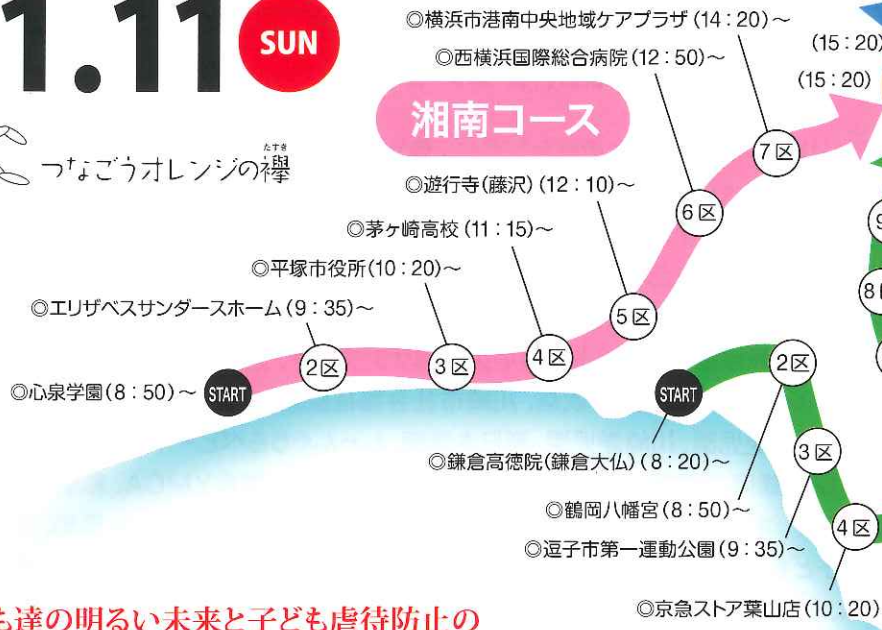 1.11
SUN
つなごうオレンジの襷
たすき
湘南コース
◎横浜市港南中央地域ケアプラザ(14:20)～
◎西横浜国際総合病院(12:50)～
(15:20)
(15:20)
7区
◎遊行寺(藤沢)(12:10)～
6区
◎茅ヶ崎高校(11:15)～
◎平塚市役所(10:20)～
◎エリザベスサンダースホーム(9:35)～
5区
4区
3区
2区
◎心泉学園(8:50)～
START
START
2区
3区
4区
8
◎鎌倉高徳院(鎌倉大仏)(8:20)～
◎鶴岡八幡宮(8:50)～
◎逗子市第一運動公園(9:35)～
◎京急ストア葉山店(10:20)
も達の明るい未来と子ども虐待防止の